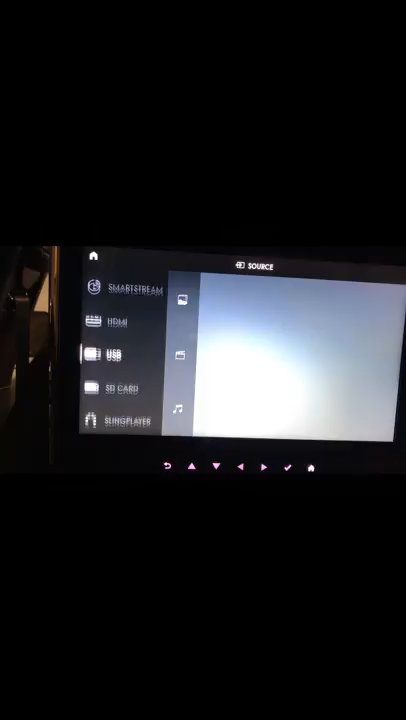 SOURCE
SMARTSTREAM
HDMI
USB
SD CARD
SLINGPLAYER